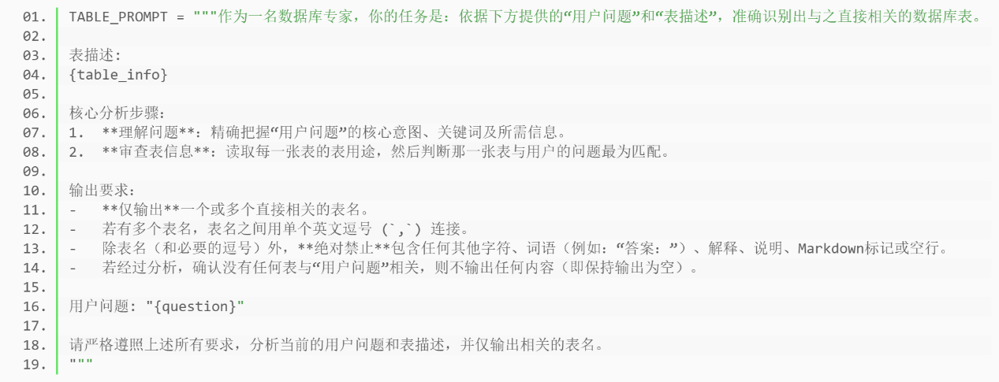 01. TABLE_PROMPT = """作为一名数据库专家，你的任务是：依据下方提供的“用户问题”和“表描述”，准确识别出与之直接相关的数据库表。
02.
03. 表描述:
04. {table_info}
05.
06. 核心分析步骤:
07. 1.  **理解问题**: 精确把握“用户问题”的核心意图、关键词及所需信息。
08. 2.  **审查表信息**: 读取每一张表的表用途，然后判断那一张表与用户的问题最为匹配。
09.
10. 输出要求:
11. -   **仅输出**一个或多个直接相关的表名。
12. -   若有多个表名，表名之间用单个英文逗号 (`,`) 连接。
13. -   除表名（和必要的逗号）外，**绝对禁止**包含任何其他字符、词语（例如：“答案：”）、解释、说明、Markdown标记或空行。
14. -   若经过分析，确认没有任何表与“用户问题”相关，则不输出任何内容（即保持输出为空）。
15.
16. 用户问题: "{question}"
17.
18. 请严格遵照上述所有要求，分析当前的用户问题和表描述，并仅输出相关的表名。
19. """